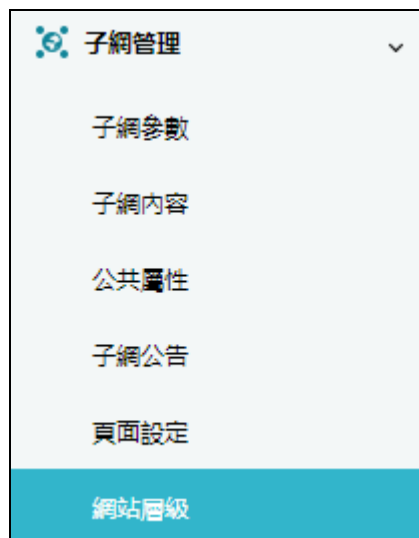 子網管理
子網參數
子網內容
公共屬性
子網公告
頁面設定
網站層級